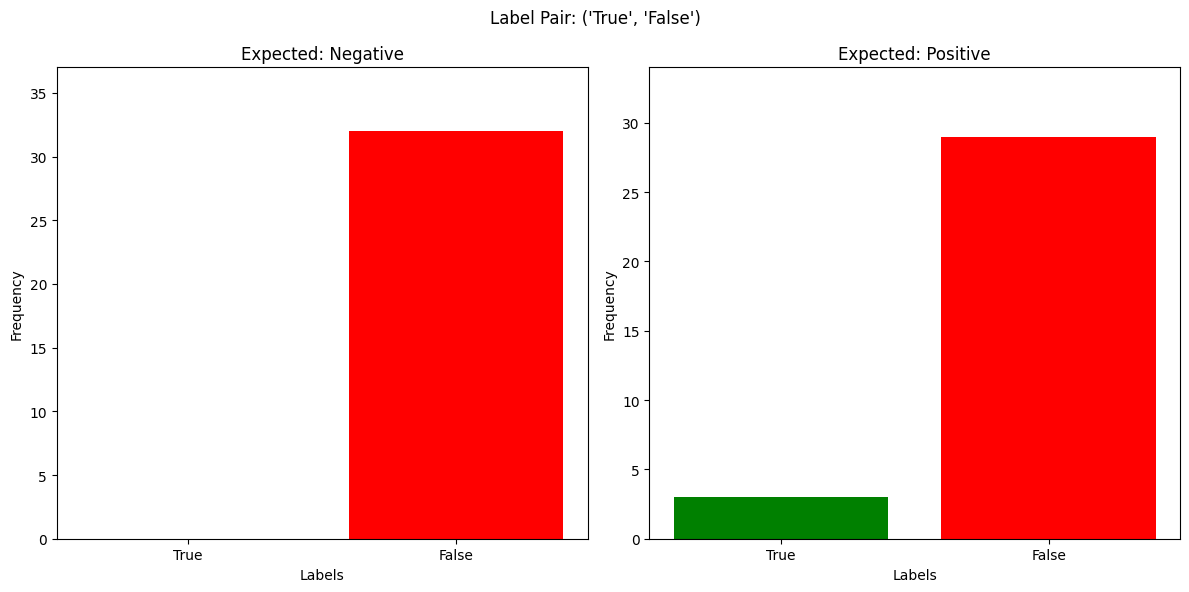 Label Pair: ('True', 'False')
Expected: Negative
35
30
25
20
15
10
5
0
Frequency
True
False
Labels
Expected: Positive
30
25
20
15
10
5
0
Frequency
True
False
Labels